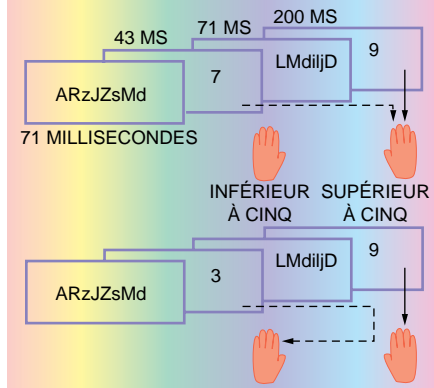 200 MS
71 MS
43 MS
9
LMdiljD
7
ARzJZsMd
71 MILLISECONDES
INFÉRIEUR
À CINQ
SUPÉRIEUR
À CINQ
9
LMdiljD
3
ARzJZsMd